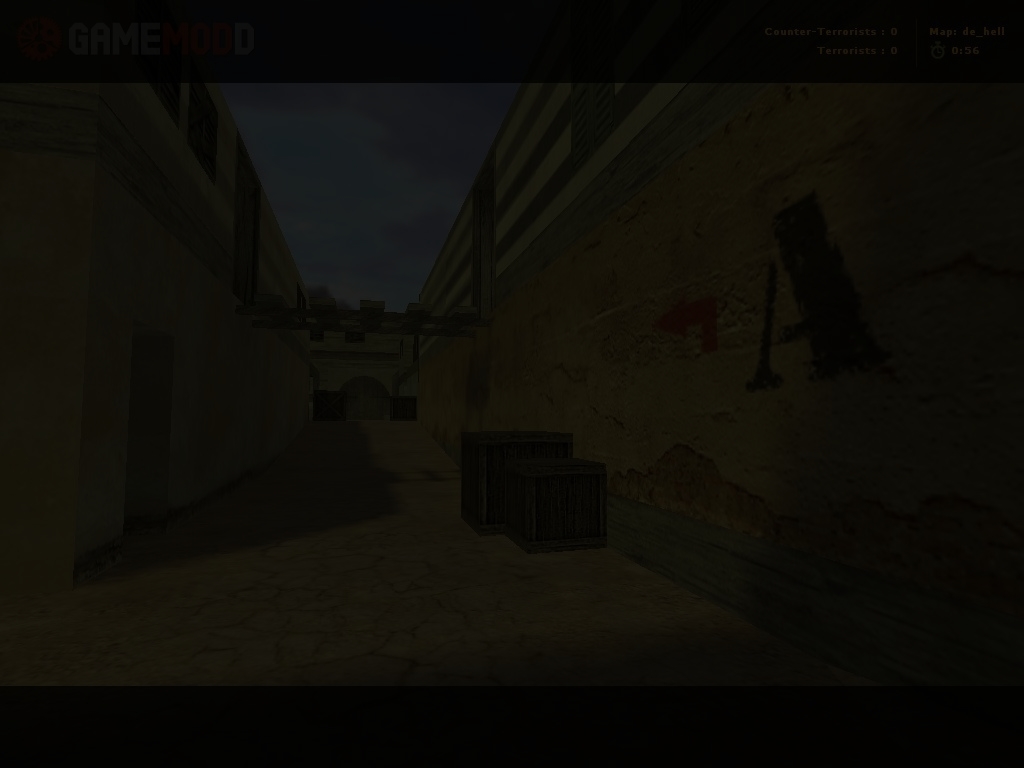 GAMEMODD
Counter-Terrorists : 0
Terrorists : 0
Map: de_hell
0:56
A